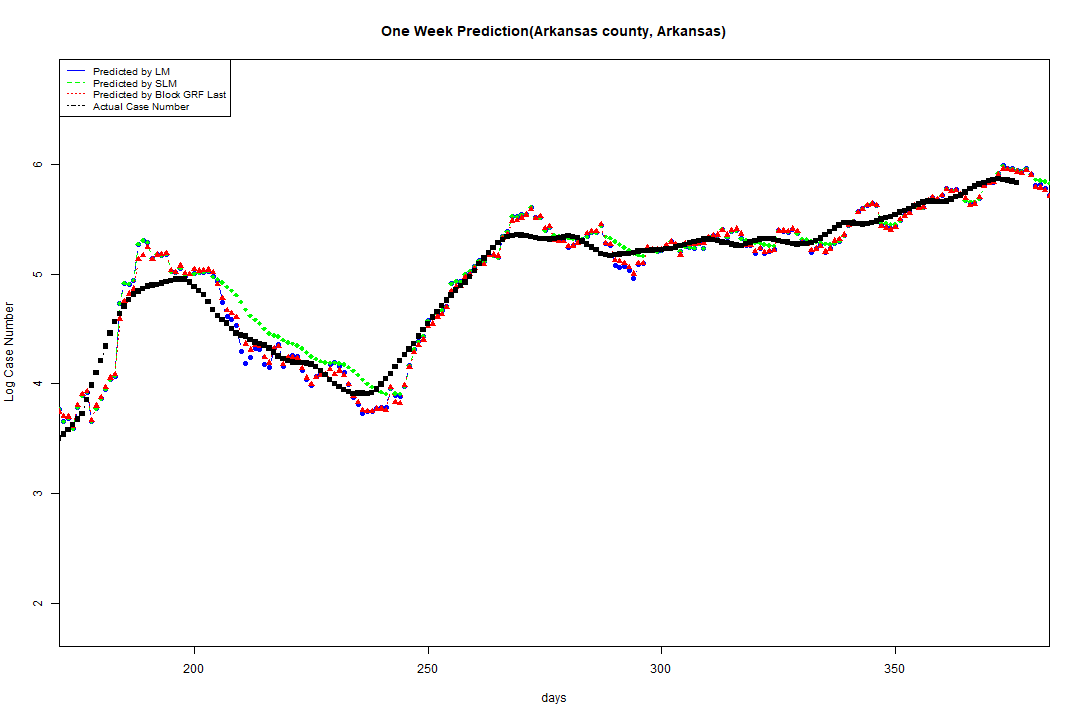 One Week Prediction(Arkansas county, Arkansas)
Predicted by LM
Predicted by SLM
Predicted by Block GRF Last
Actual Case Number
6
5
4
3
2
Log Case Number
200
250
300
350
days